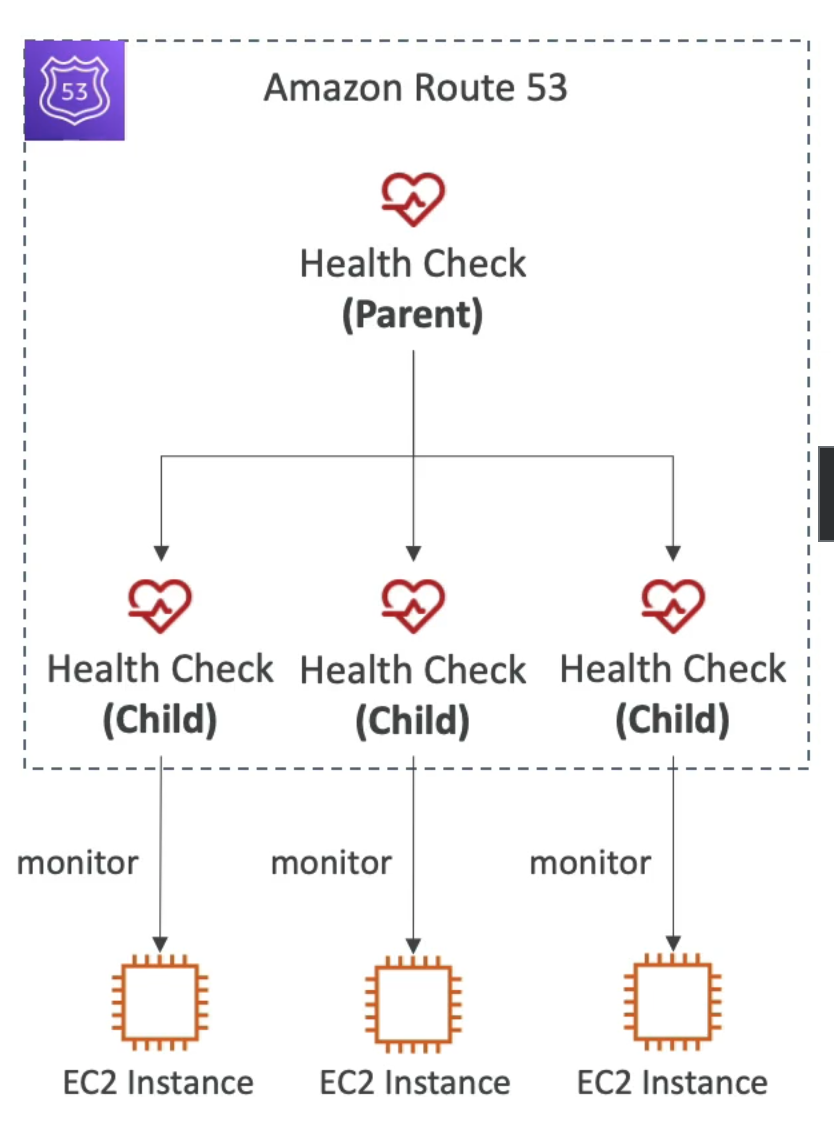 53
Amazon Route 53
Health Check
(Parent)
Health Check
(Child)
Health Check
(Child)
Health Check
(Child)
monitor
monitor
monitor
EC2 Instance
EC2 Instance
EC2 Instance